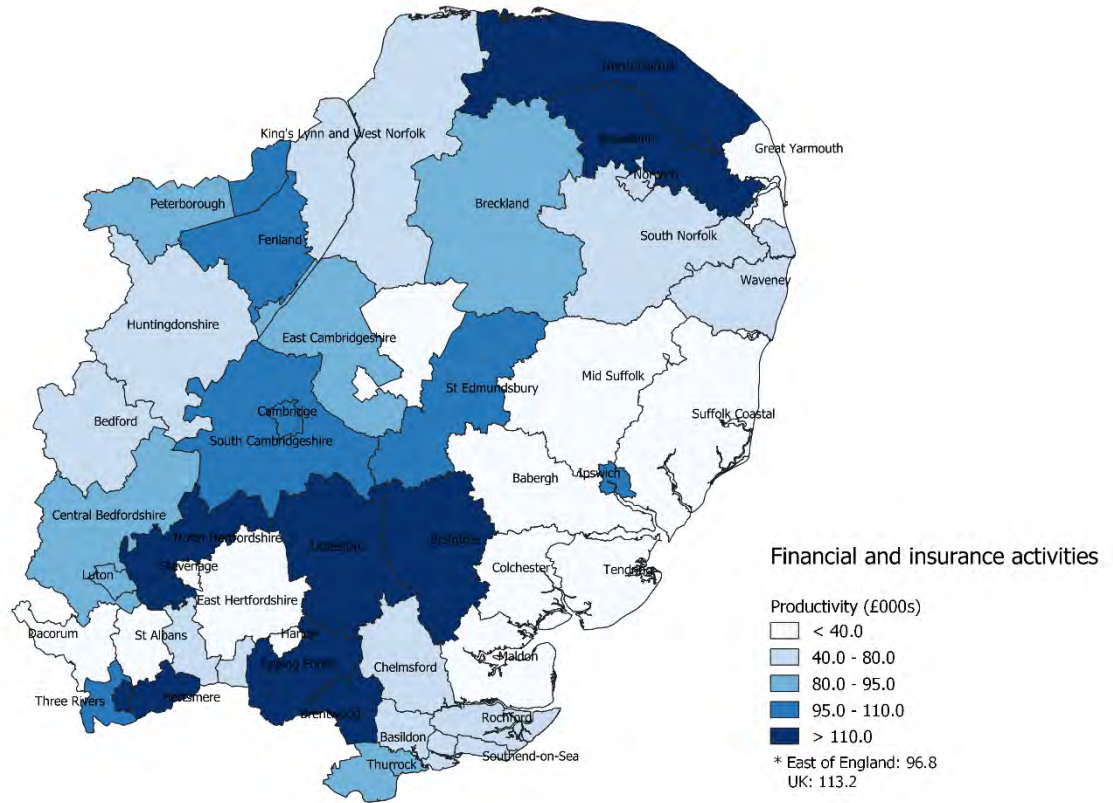 North Norfolk
King's Lynn and West Norfolk
Broadland
Great Yarmouth
Norwich
Peterborough
Breckland
Fenland
South Norfolk
Waveney
Huntingdonshire
East Cambridgeshire
Mid Suffolk
St Edmundsbury
Cambridge
Suffolk Coastal
Bedford
South Cambridgeshire
Babergh
Ipswich
Central Bedfordshire
North Hertfordshire
Uttlesford
Braintree
Stevenage
Colchester
Tendring
Luton
East Hertfordshire
Dacorum
St Albans
Harlow
Maldon
Epping Forest
Chelmsford
Three Rivers
Hertsmere
Brentwood
Rochford
Basildon
Southend-on-Sea
Thurrock
Financial and insurance activities
Productivity (£000s)
< 40.0
40.0 - 80.0
80.0 - 95.0
95.0 - 110.0
> 110.0
* East of England: 96.8
UK: 113.2